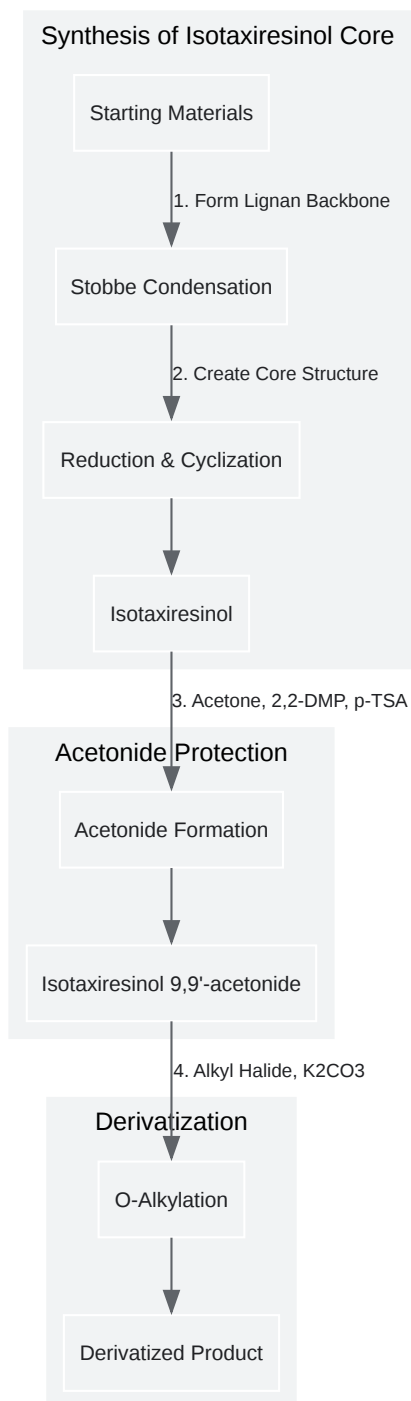 Synthesis of Isotaxiresinol Core
Starting Materials
1. Form Lignan Backbone
Stobbe Condensation
2. Create Core Structure
Reduction & Cyclization
Isotaxiresinol
3. Acetone, 2,2-DMP, p-TSA
Acetonide Protection
Acetonide Formation
Isotaxiresinol 9,9'-acetonide
4. Alkyl Halide, K2CO3
Derivatization
O-Alkylation
Derivatized Product